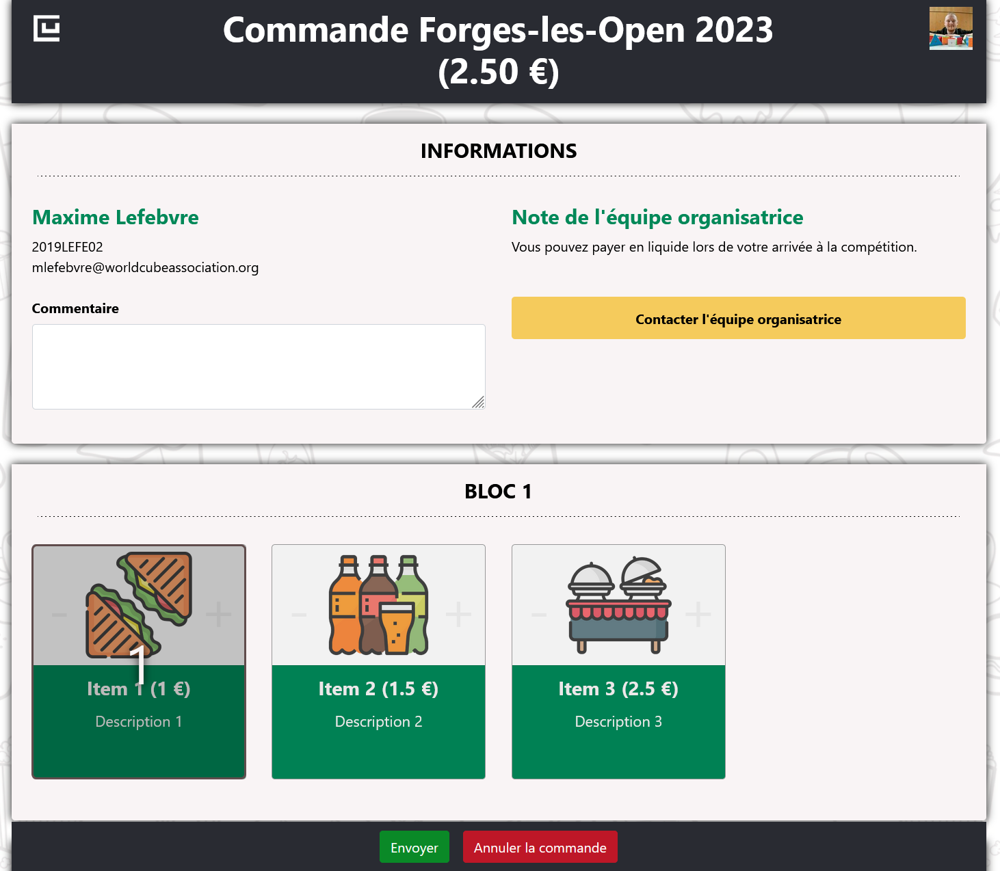 Commande Forges-les-Open 2023
(2.50 €)
INFORMATIONS
Maxime Lefebvre
2019LEFE02
mlefebvre@worldcubeassociation.org
Commentaire
Note de l'équipe organisatrice
Vous pouvez payer en liquide lors de votre arrivée à la compétition.
Contacter l'équipe organisatrice
BLOC 1
-
+
1
Item 1 (1 €)
Description 1
-
+
Item 2 (1.5 €)
Description 2
-
+
Item 3 (2.5 €)
Description 3
Envoyer
Annuler la commande